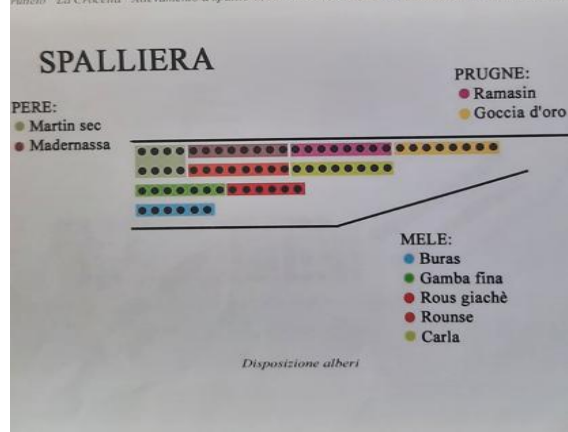 SPALLIERA
PERE:
Martin sec
Madernassa
PRUGNE:
Ramasin
Goccia d'oro
MELE:
Buras
Gamba fina
Rous giachè
Rounse
Carla
Disposizione alberi